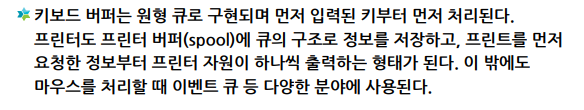 키보드 버퍼는 원형 큐로 구현되며 먼저 입력된 키부터 먼저 처리된다.
프린터도 프린터 버퍼(spool)에 큐의 구조로 정보를 저장하고, 프린트를 먼저
요청한 정보부터 프린터 자원이 하나씩 출력하는 형태가 된다. 이 밖에도
마우스를 처리할 때 이벤트 큐 등 다양한 분야에 사용된다.